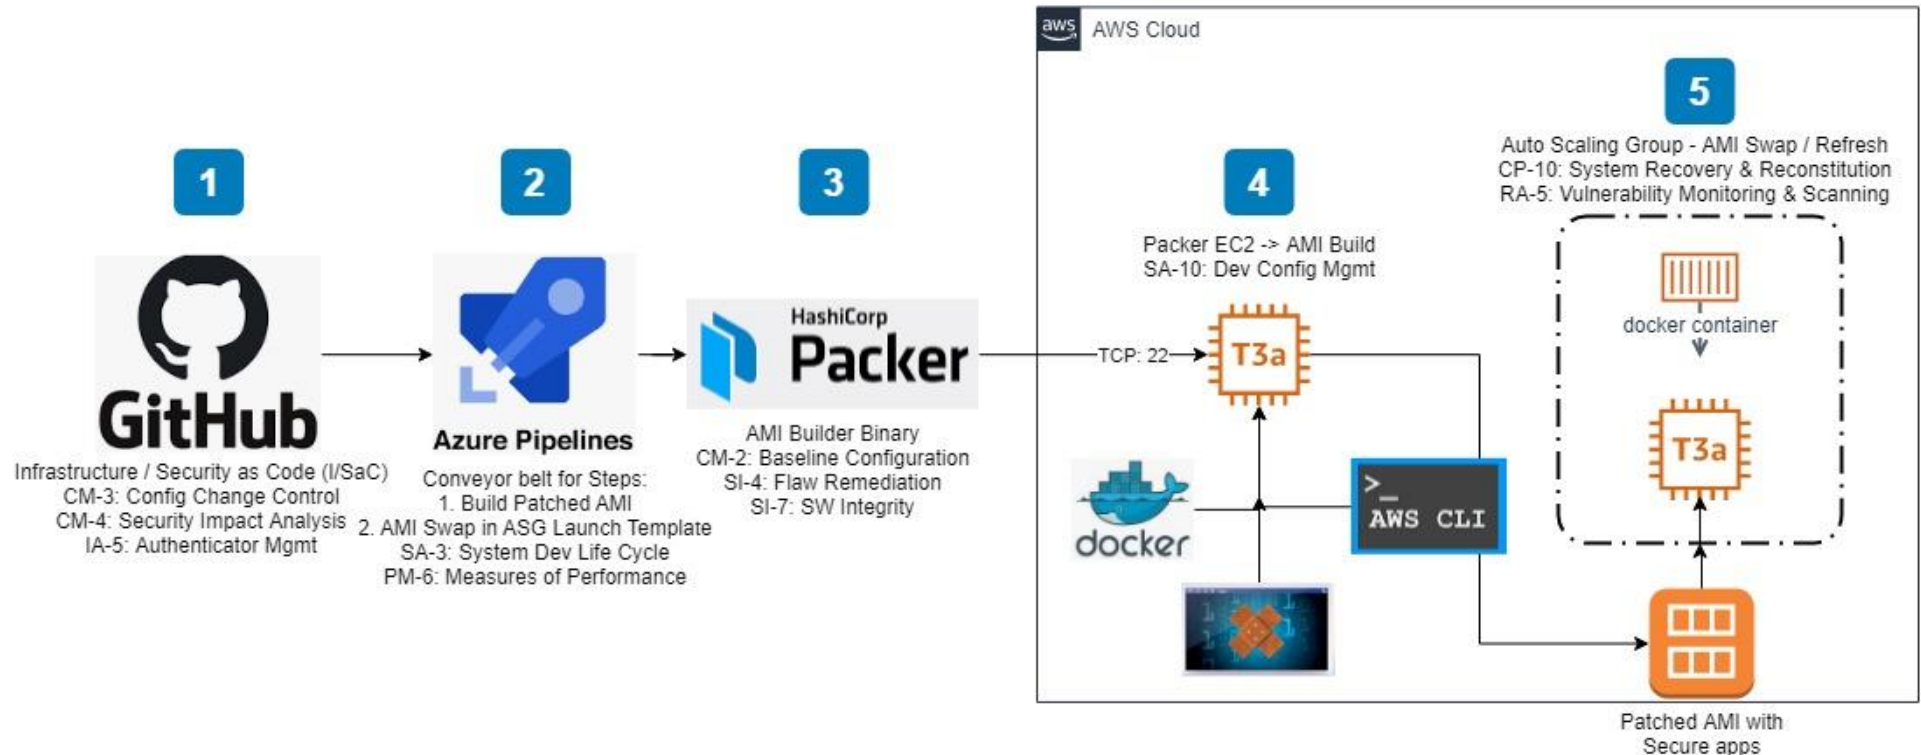 aws
AWS Cloud
1
2
3
4
5
GitHub
Infrastructure / Security as Code (I/SaC)
CM-3: Config Change Control
CM-4: Security Impact Analysis
IA-5: Authenticator Mgmt
Azure Pipelines
Conveyor belt for Steps:
1. Build Patched AMI
2. AMI Swap in ASG Launch Template
SA-3: System Dev Life Cycle
PM-6: Measures of Performance
HashiCorp
Packer
AMI Builder Binary
CM-2: Baseline Configuration
SI-4: Flaw Remediation
SI-7: SW Integrity
TCP: 22
Packer EC2 -> AMI Build
SA-10: Dev Config Mgmt
T3a
docker
>_
AWS CLI
Auto Scaling Group - AMI Swap / Refresh
CP-10: System Recovery & Reconstitution
RA-5: Vulnerability Monitoring & Scanning
docker container
T3a
Patched AMI with
Secure apps